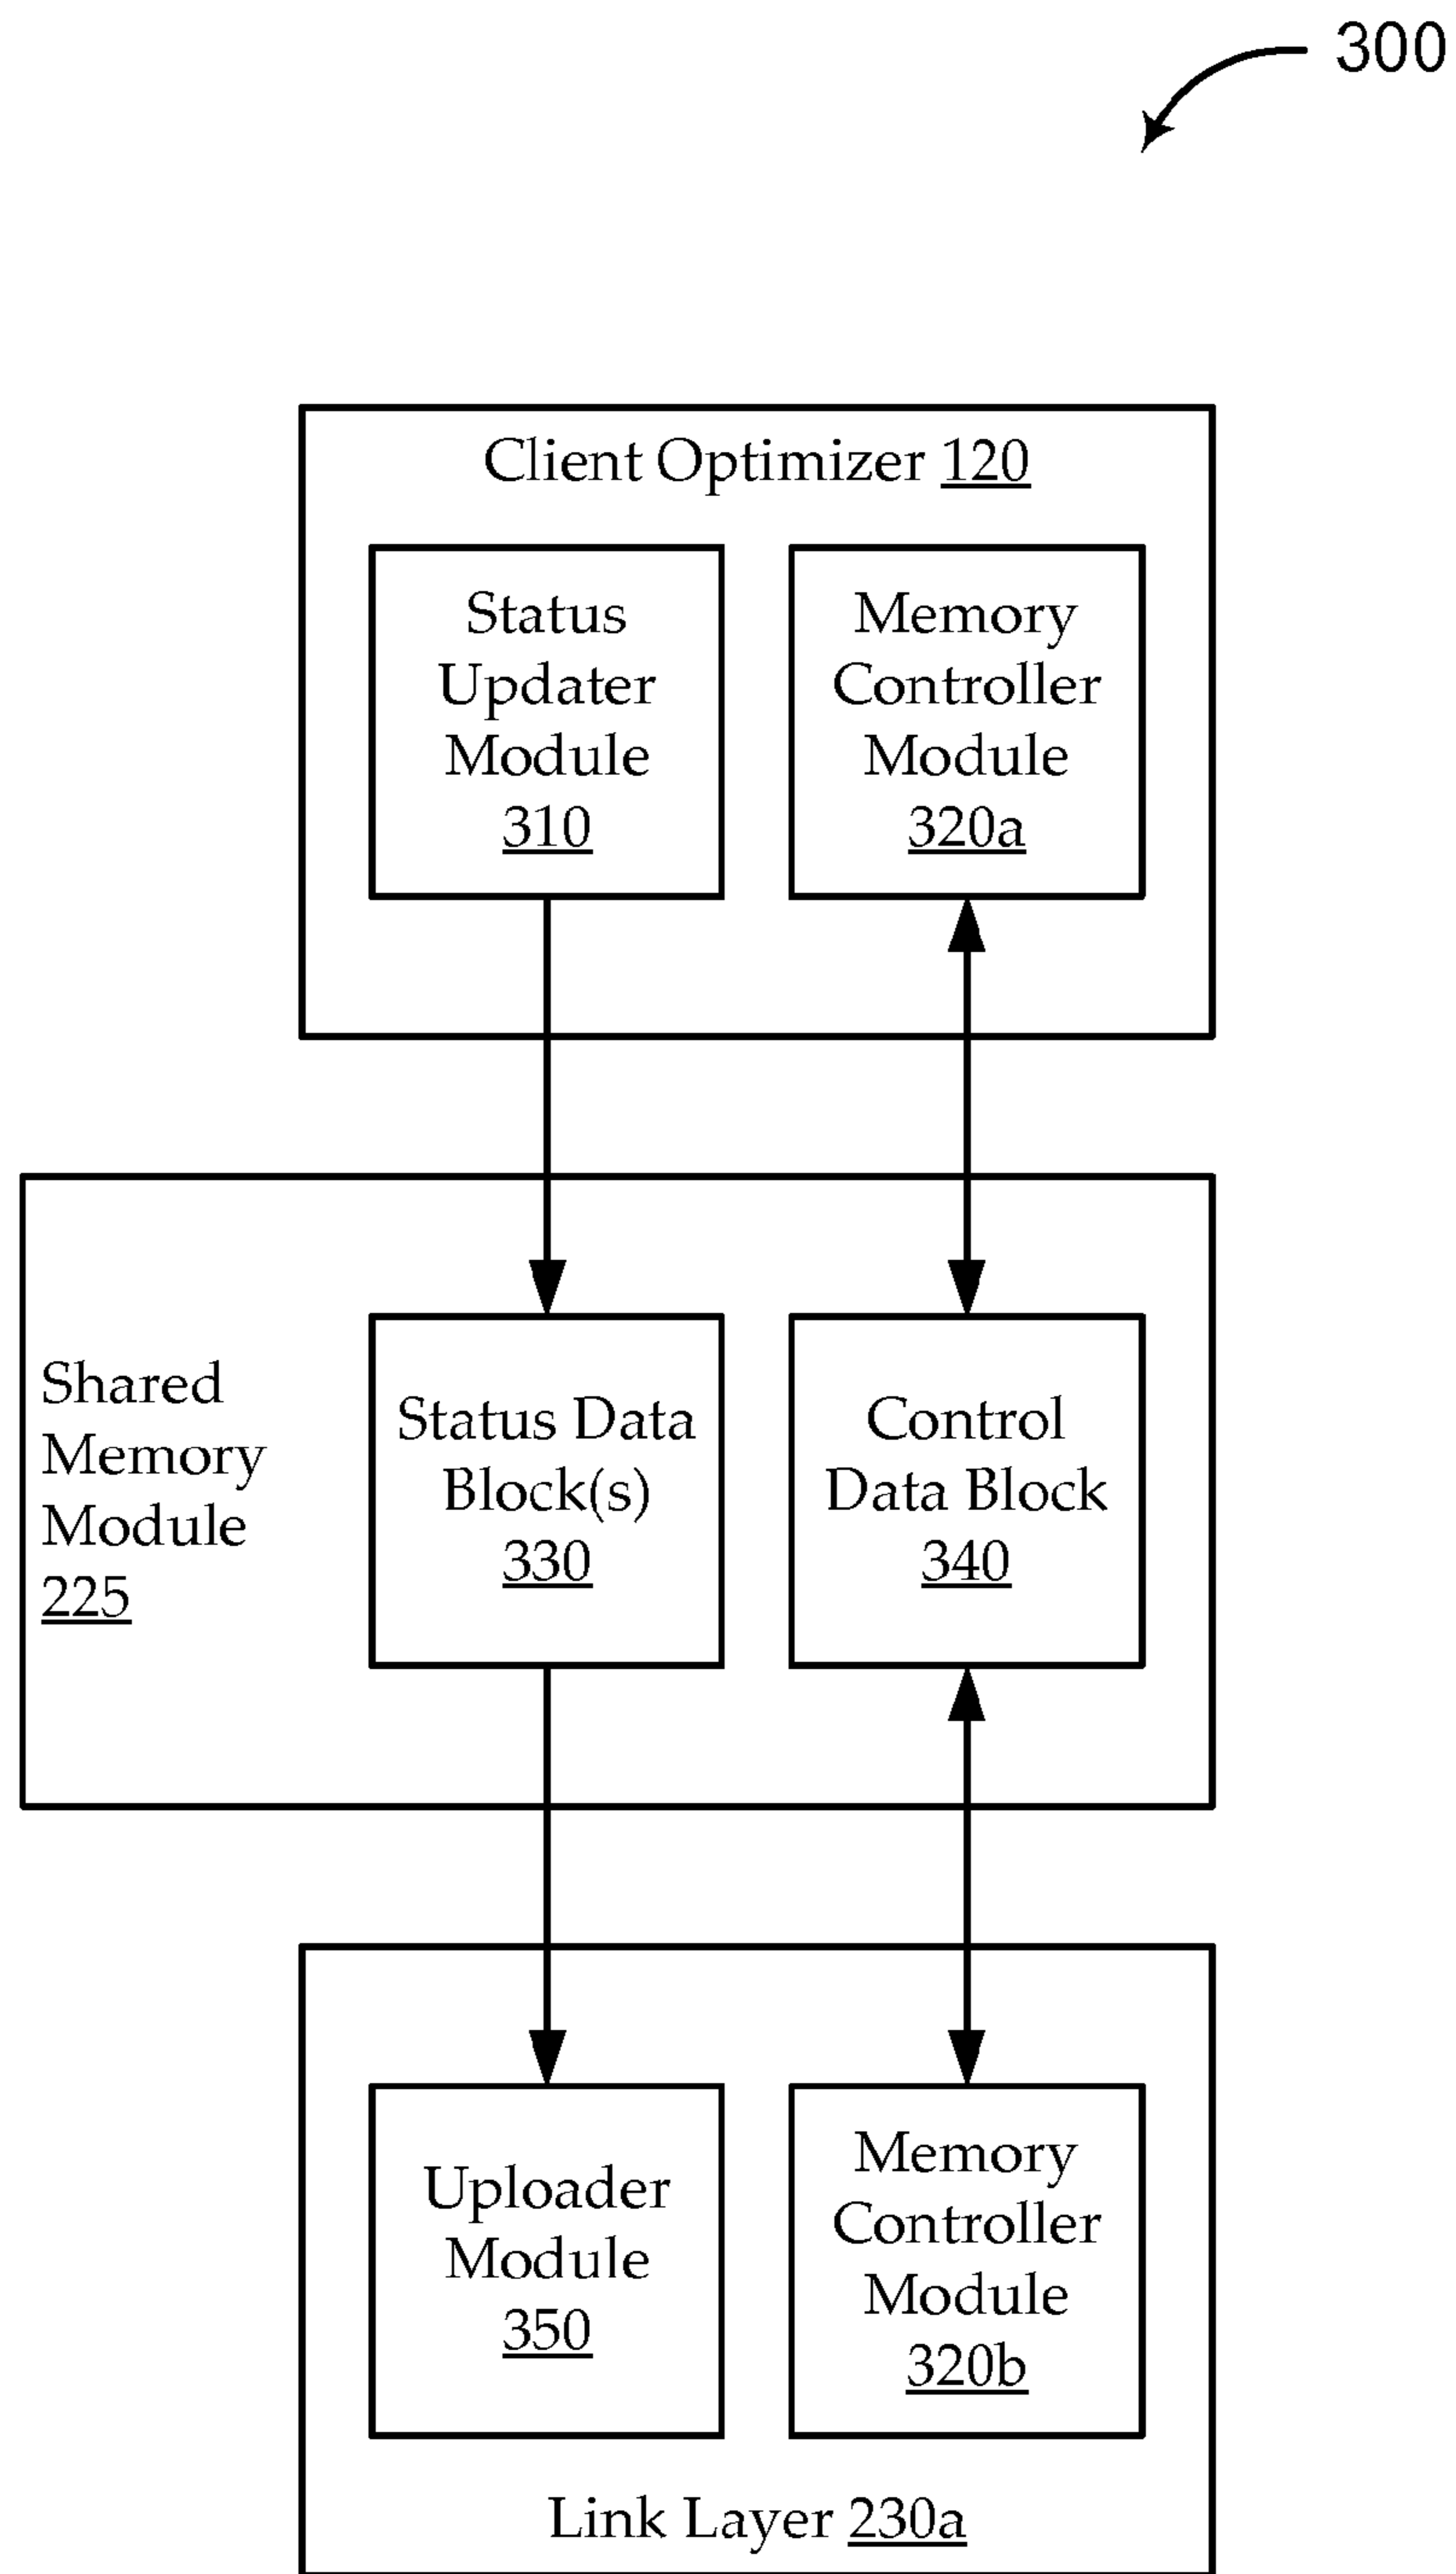 300
Client Optimizer 120
Status
Updater
Module
310
Memory
Controller
Module
320a
Shared
Memory
Module
225
Status Data
Block(s)
330
Control
Data Block
340
Uploader
Module
350
Memory
Controller
Module
320b
Link Layer 230a